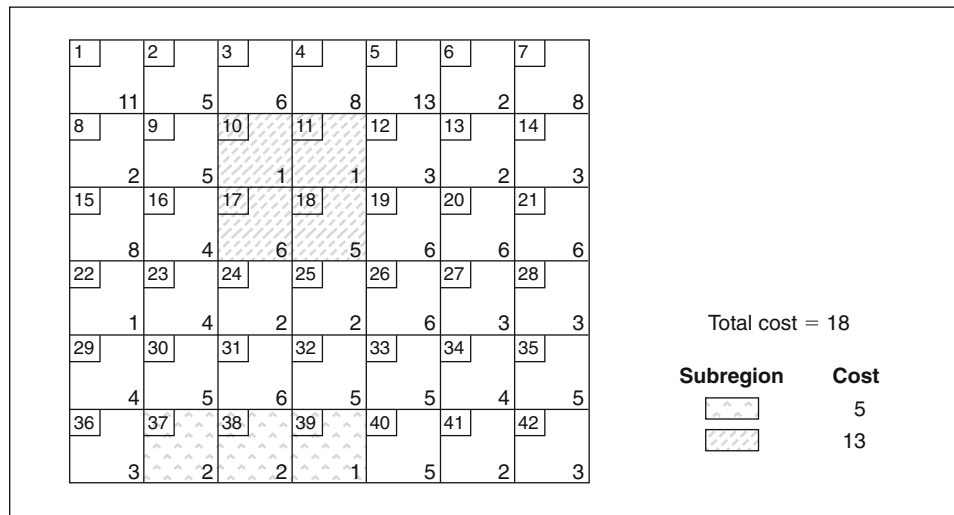 1 2 3 4 5 6 7
11 5 6 8 13 2 8
8 9 10 11 12 13 14
2 5 1 1 3 2 3
15 16 17 18 19 20 21
8 4 6 5 6 6 6
22 23 24 25 26 27 28
1 4 2 2 6 3 3
29 30 31 32 33 34 35
4 5 6 5 5 4 5
36 37 38 39 40 41 42
3 2 2 1 5 2 3
Total cost = 18
Subregion Cost
5
13